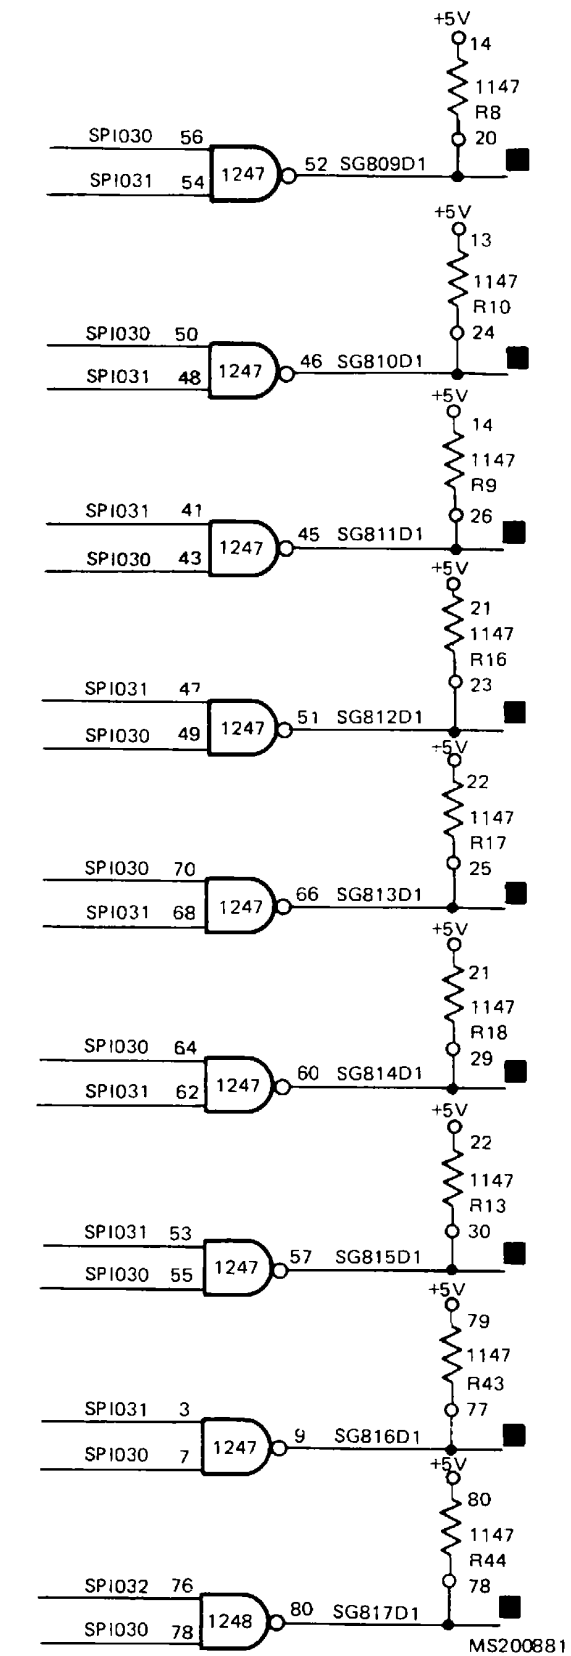 +5V
14
1147
R8
20
SPI030 56
SPI031 54
1247
52 SG809D1
+5V
13
1147
R10
24
SPI030 50
SPI031 48
1247
46 SG810D1
+5V
14
1147
R9
26
SPI031 41
SPI030 43
1247
45 SG811D1
+5V
21
1147
R16
23
SPI031 47
SPI030 49
1247
51 SG812D1
+5V
22
1147
R17
25
SPI030 70
SPI031 68
1247
66 SG813D1
+5V
21
1147
R18
29
SPI030 64
SPI031 62
1247
60 SG814D1
+5V
22
1147
R13
30
SPI031 53
SPI030 55
1247
57 SG815D1
+5V
79
1147
R43
77
SPI031 3
SPI030 7
1247
9 SG816D1
+5V
80
1147
R44
78
SPI032 76
SPI030 78
1248
80 SG817D1
MS200881